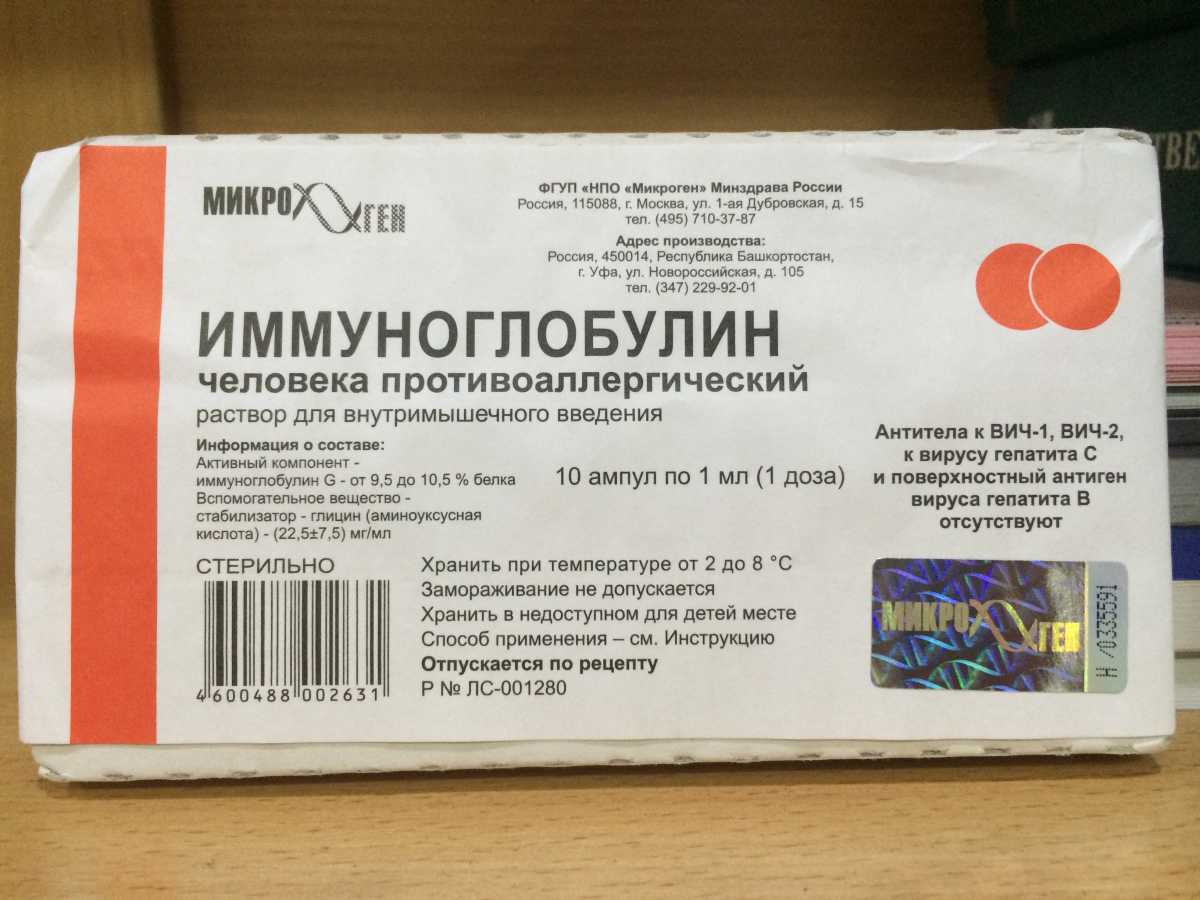 МИКРОГЕН
ФГУП «НПО «Микроген» Минздрава России
Россия, 115088, г. Москва, ул. 1-ая Дубровская, д. 15
тел. (495) 710-37-87
Адрес производства:
Россия, 450014, Республика Башкортостан,
г. Уфа, ул. Новороссийская, д. 105
тел. (347) 229-92-01
ИММУНОГЛОБУЛИН
человека противоаллергический
раствор для внутримышечного введения
Информация о составе:
Активный компонент -
иммуноглобулин G - от 9,5 до 10,5 % белка
Вспомогательное вещество -
стабилизатор - глицин (аминоуксусная
кислота) - (22,5±7,5) мг/мл
10 ампул по 1 мл (1 доза)
Антитела к ВИЧ-1, ВИЧ-2,
к вирусу гепатита С
и поверхностный антиген
вируса гепатита В
отсутствуют
СТЕРИЛЬНО
4600488 002631
Хранить при температуре от 2 до 8 °С
Замораживание не допускается
Хранить в недоступном для детей месте
Способ применения – см. Инструкцию
Отпускается по рецепту
Р № ЛС-001280
МИКРОГЕН
Н /0335591